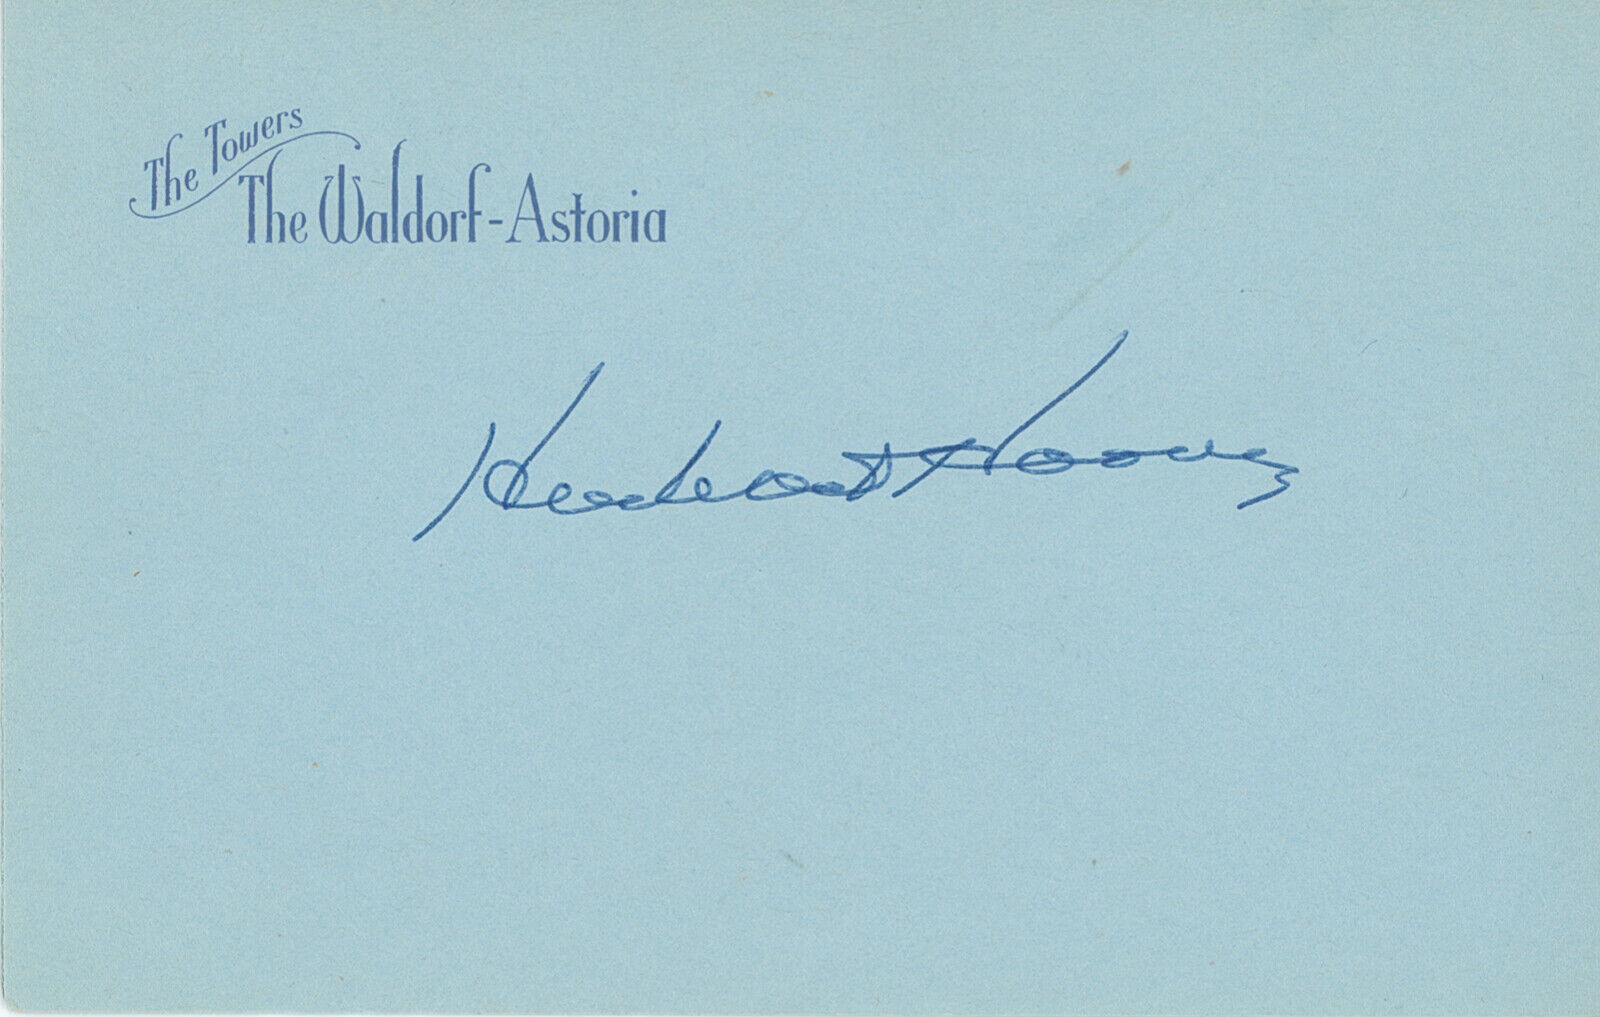 The Towers
The Waldorf-Astoria
Herbert Hoover